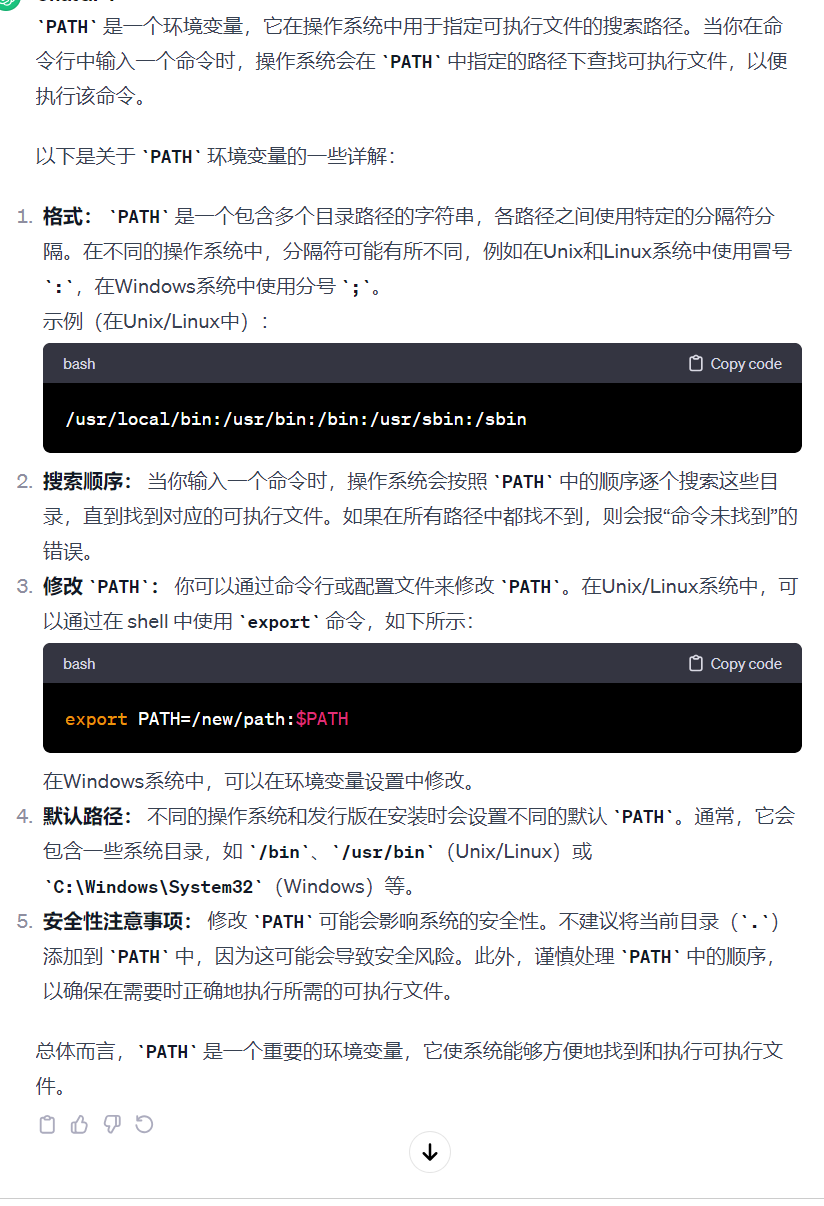 `PATH` 是一个环境变量，它在操作系统中用于指定可执行文件的搜索路径。当你在命
令行中输入一个命令时，操作系统会在 `PATH` 中指定的路径下查找可执行文件，以便
执行该命令。
以下是关于 `PATH` 环境变量的一些详解：
1. 格式： `PATH` 是一个包含多个目录路径的字符串，各路径之间使用特定的分隔符分
隔。在不同的操作系统中，分隔符可能有所不同，例如在Unix和Linux系统中使用冒号
`:`，在Windows系统中使用分号 `;`。
示例（在Unix/Linux中）：
bash Copy code
/usr/local/bin:/usr/bin:/bin:/usr/sbin:/sbin
2. 搜索顺序： 当你输入一个命令时，操作系统会按照 `PATH` 中的顺序逐个搜索这些目
录，直到找到对应的可执行文件。如果在所有路径中都找不到，则会报“命令未找到”的
错误。
3. 修改 `PATH`： 你可以通过命令行或配置文件来修改 `PATH`。在Unix/Linux系统中，可
以通过在 shell 中使用 `export` 命令，如下所示：
bash Copy code
export PATH=/new/path:$PATH
在Windows系统中，可以在环境变量设置中修改。
4. 默认路径： 不同的操作系统和发行版在安装时会设置不同的默认 `PATH`。通常，它会
包含一些系统目录，如 `/bin`、`/usr/bin`（Unix/Linux）或
`C:\Windows\System32`（Windows）等。
5. 安全性注意事项： 修改 `PATH` 可能会影响系统的安全性。不建议将当前目录（`.`）
添加到 `PATH` 中，因为这可能会导致安全风险。此外，谨慎处理 `PATH` 中的顺序，
以确保在需要时正确地执行所需的可执行文件。
总体而言，`PATH` 是一个重要的环境变量，它使系统能够方便地找到和执行可执行文
件。